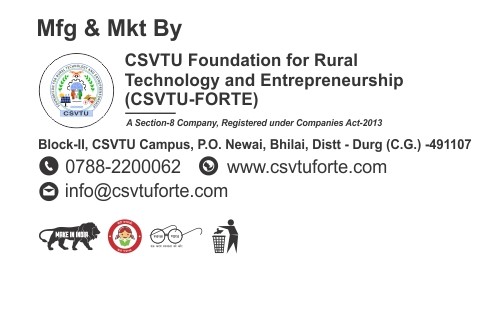 Mfg & Mkt By
CSVTU Foundation for Rural
Technology and Entrepreneurship
(CSVTU-FORTE)
A Section-8 Company, Registered under Companies Act-2013
CSVTU
Block-II, CSVTU Campus, P.O. Newai, Bhilai, Distt - Durg (C.G.) -491107
0788-2200062 www.csvtuforte.com
info@csvtuforte.com
MAKE IN INDIA